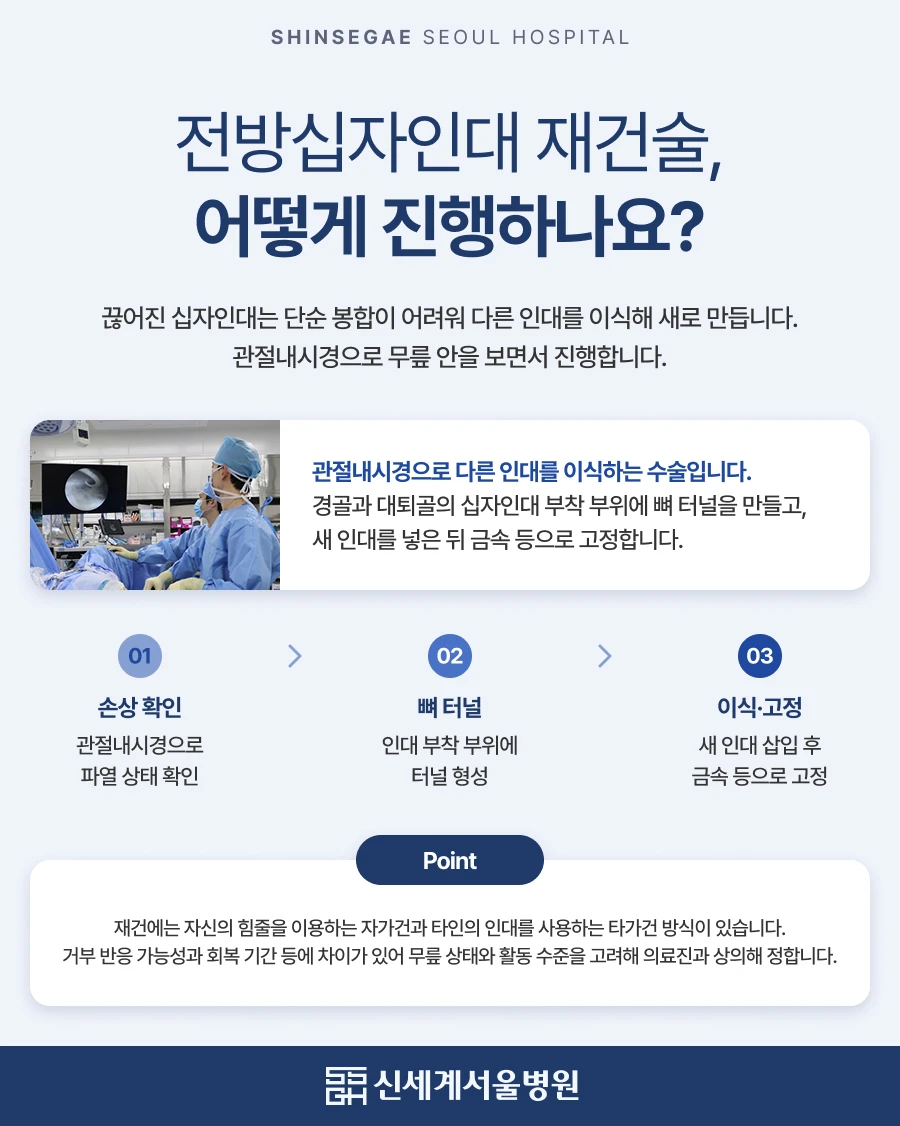 SHINSEGAE SEOUL HOSPITAL
전방십자인대 재건술,
어떻게 진행하나요?
끊어진 십자인대는 단순 봉합이 어려워 다른 인대를 이식해 새로 만듭니다.
관절내시경으로 무릎 안을 보면서 진행합니다.
관절내시경으로 다른 인대를 이식하는 수술입니다.
경골과 대퇴골의 십자인대 부착 부위에 뼈 터널을 만들고,
새 인대를 넣은 뒤 금속 등으로 고정합니다.
01
손상 확인
관절내시경으로
파열 상태 확인
02
뼈 터널
인대 부착 부위에
터널 형성
03
이식·고정
새 인대 삽입 후
금속 등으로 고정
Point
재건에는 자신의 힘줄을 이용하는 자가건과 타인의 인대를 사용하는 타가건 방식이 있습니다.
거부 반응 가능성과 회복 기간 등에 차이가 있어 무릎 상태와 활동 수준을 고려해 의료진과 상의해 정합니다.
신세계서울병원